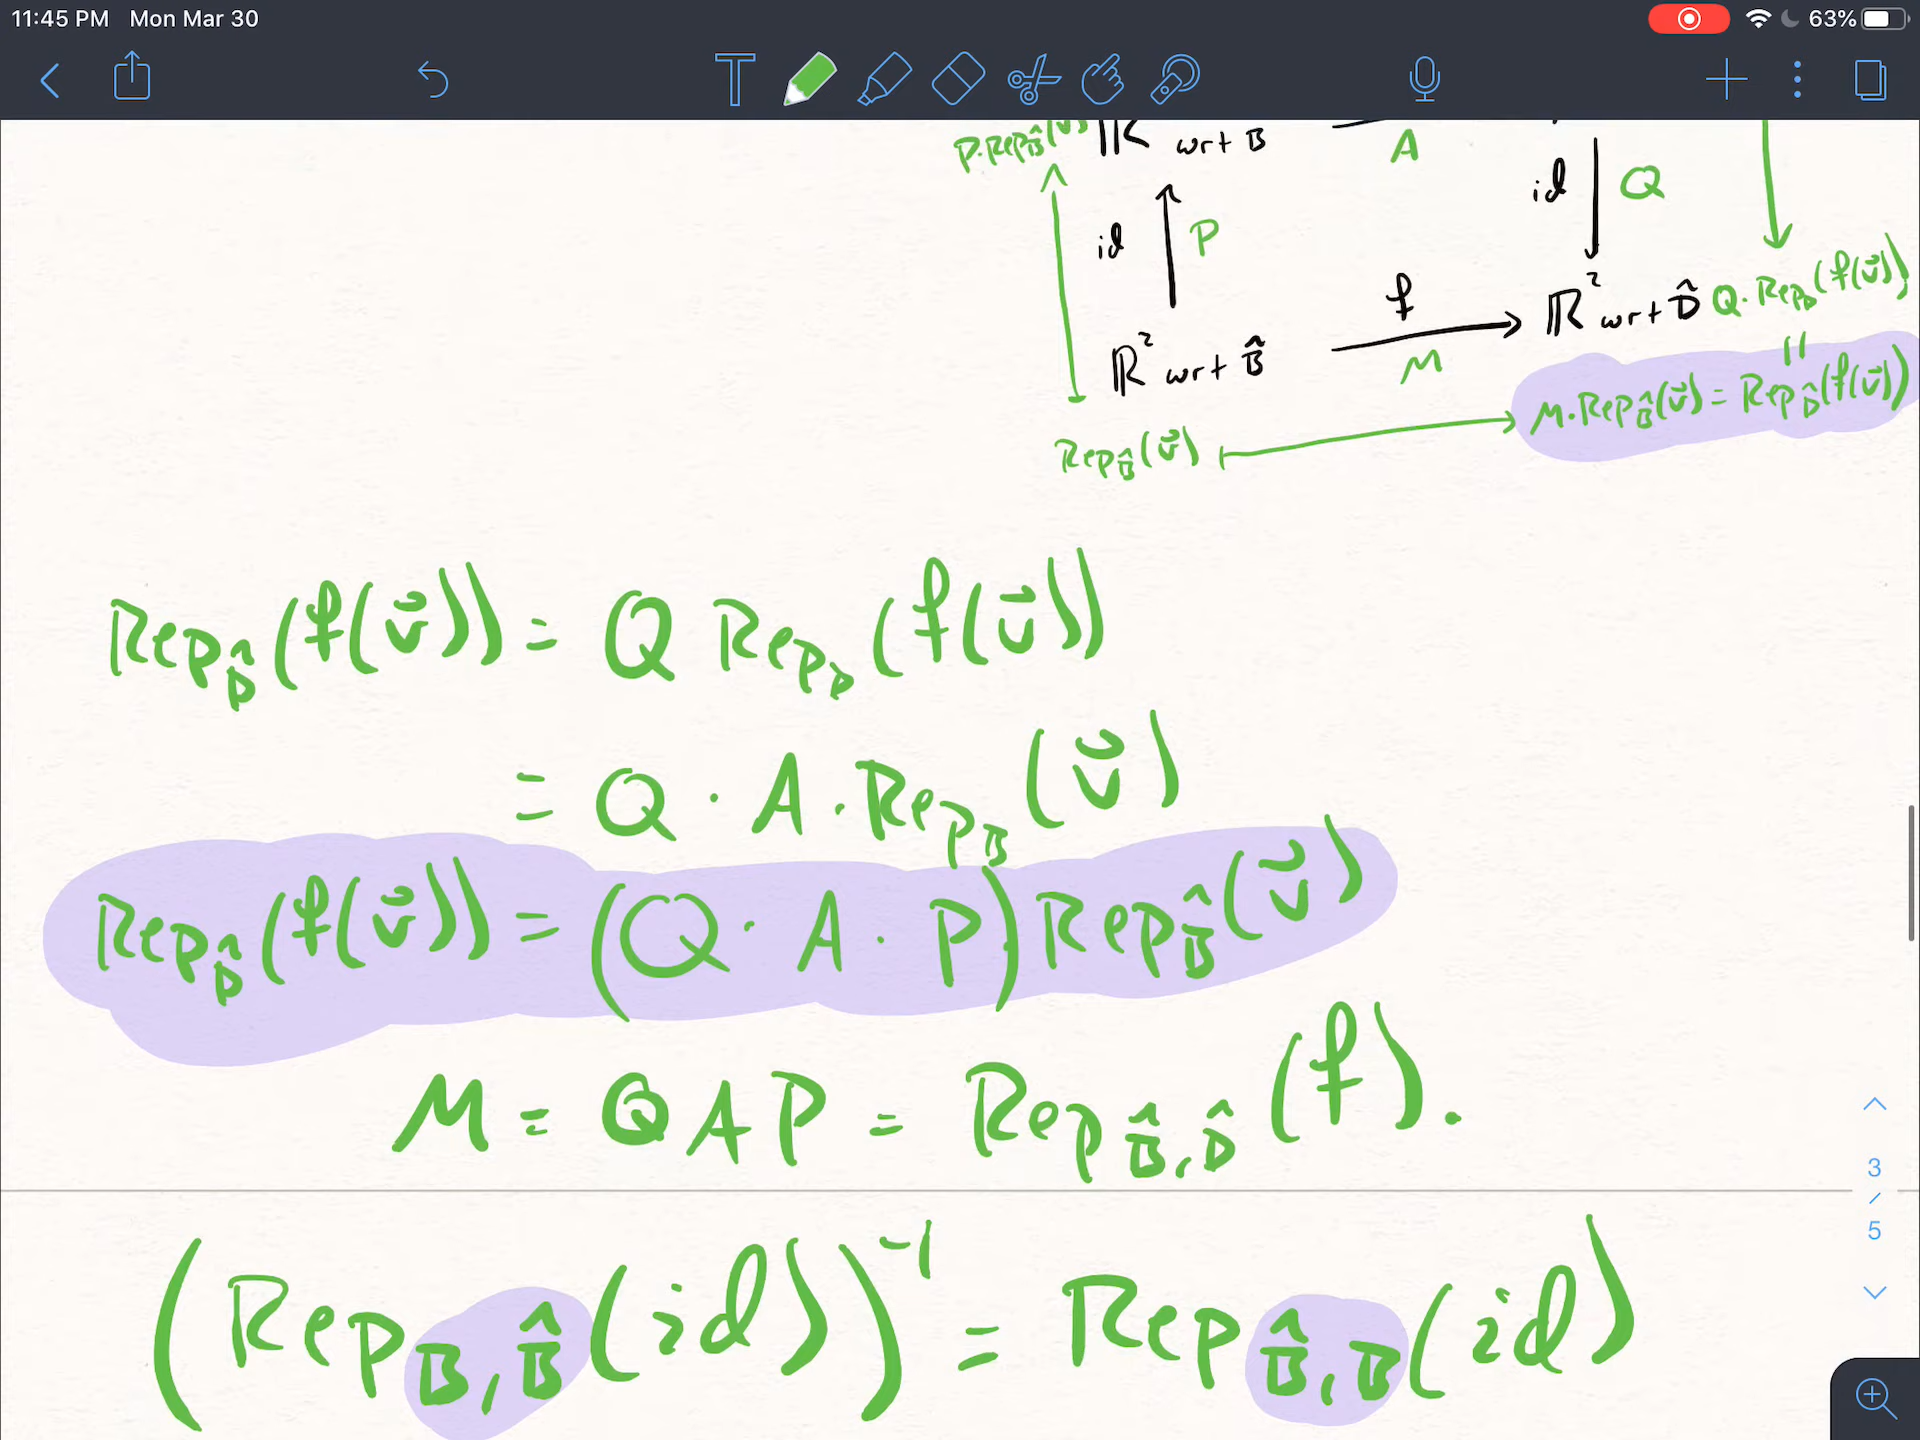 11:45 PM Mon Mar 30 63%
P·Rep_B̂(v⃗) ℝ wrt B A
id P id Q
f
ℝ² wrt B̂ M ℝ² wrt D̂ Q·Rep_D(f(v⃗))
=
Rep_B̂(v⃗) M·Rep_B̂(v⃗) = Rep_D̂(f(v⃗))
Rep_D̂(f(v⃗)) = Q Rep_D(f(v⃗))
= Q · A · Rep_B(v⃗)
Rep_D̂(f(v⃗)) = (Q · A · P) Rep_B̂(v⃗)
M = QAP = Rep_B̂,D̂(f).
3
/
5
(Rep_B,B̂(id))⁻¹ = Rep_B̂,B(id)